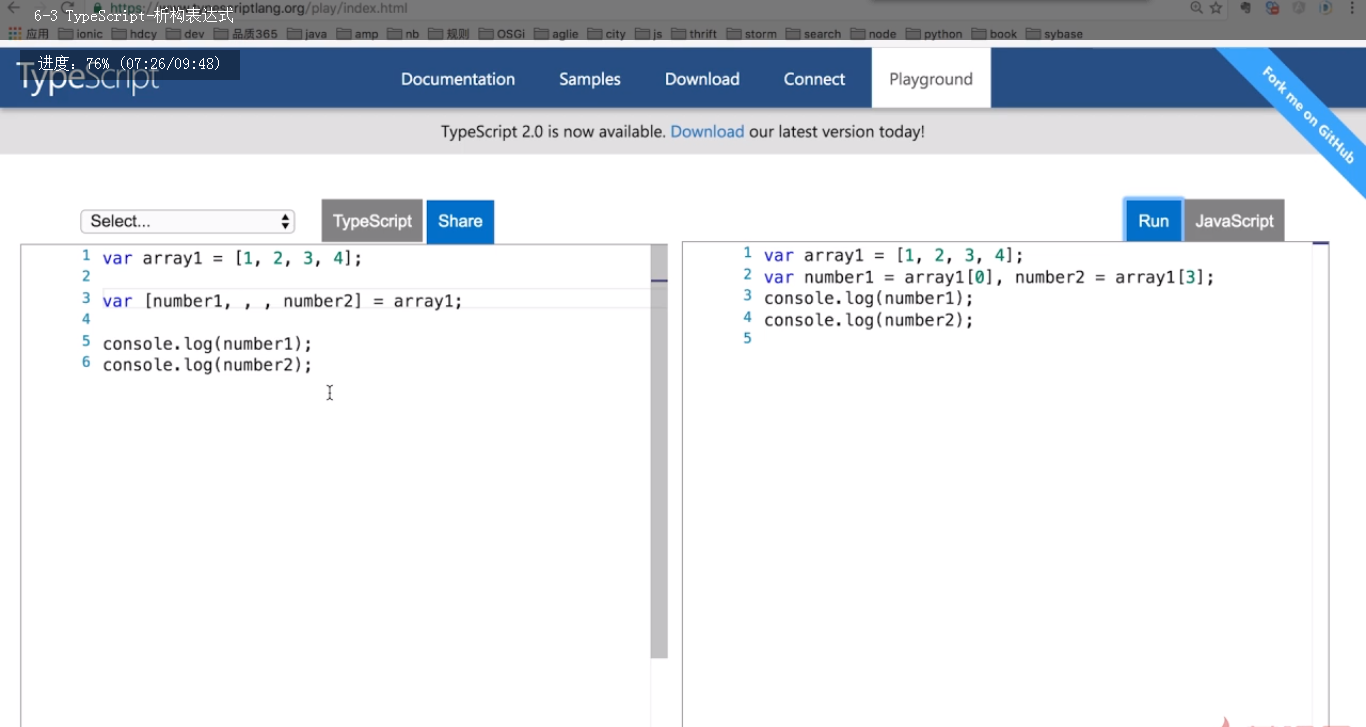 https://www.typescriptlang.org/play/index.html
6-3 TypeScript-析构表达式
应用 ionic hdcy dev 品质365 java amp nb 规则 OSGi aglie city js thrift storm search node python book sybase
进度: 76% (07:26/09:48)
TypeScript
Documentation Samples Download Connect Playground
Fork me on GitHub
TypeScript 2.0 is now available. Download our latest version today!
Select... TypeScript Share Run JavaScript
1 var array1 = [1, 2, 3, 4];
2
3 var [number1, , , number2] = array1;
4
5 console.log(number1);
6 console.log(number2);
1 var array1 = [1, 2, 3, 4];
2 var number1 = array1[0], number2 = array1[3];
3 console.log(number1);
4 console.log(number2);
5